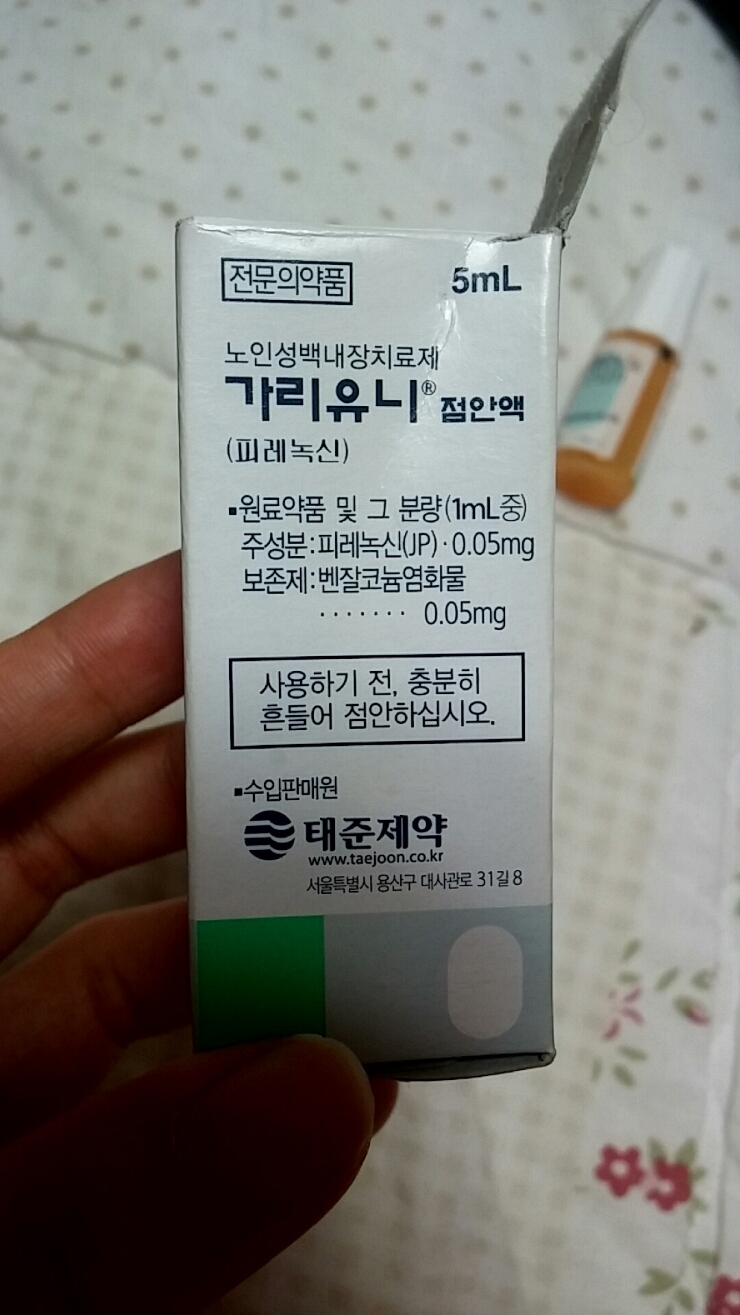 전문의약품 5mL
노인성백내장치료제
가리유니® 점안액
(피레녹신)
▪원료약품 및 그 분량(1mL중)
주성분:피레녹신(JP)·0.05mg
보존제:벤잘코늄염화물
······· 0.05mg
사용하기 전, 충분히
흔들어 점안하십시오.
▪수입판매원
태준제약
www.taejoon.co.kr
서울특별시 용산구 대사관로 31길 8